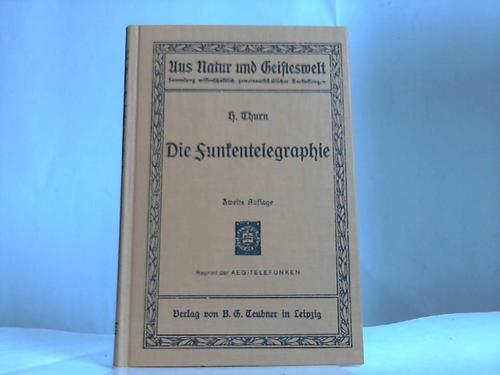 Aus Natur und Geisteswelt
Sammlung wissenschaftlich gemeinverständlicher Darstellungen
H. Thurn
Die Funkentelegraphie
Zweite Auflage
Reprint der AEG-TELEFUNKEN
Verlag von B. G. Teubner in Leipzig